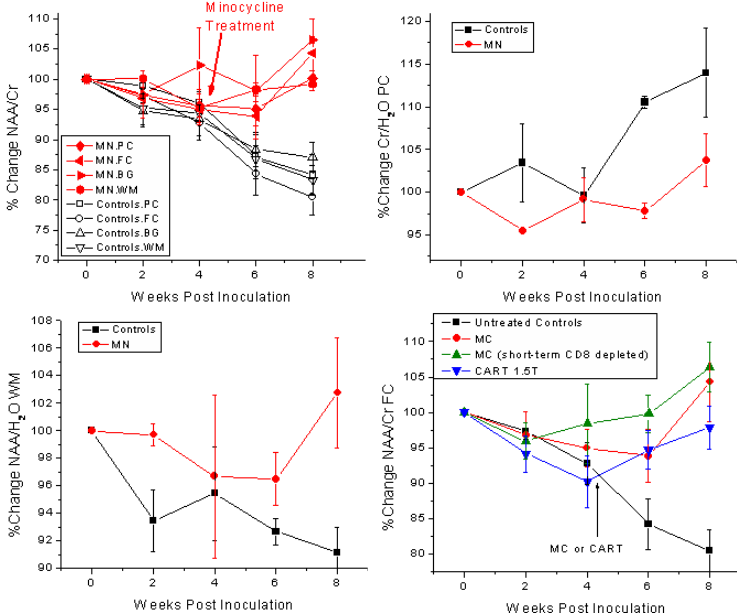 Minocycline
Treatment
% Change NAA/Cr
110
105
100
95
90
85
80
75
70
MN.PC
MN.FC
MN.BG
MN.WM
Controls.PC
Controls.FC
Controls.BG
Controls.WM
0 2 4 6 8
Weeks Post Inoculation
% Change Cr/H2O PC
120
115
110
105
100
95
Controls
MN
0 2 4 6 8
Weeks Post Inoculation
%Change NAA/H2O WM
108
106
104
102
100
98
96
94
92
90
Controls
MN
0 2 4 6 8
Weeks Post Inoculation
%Change NAA/Cr FC
Untreated Controls
MC
MC (short-term CD8 depleted)
CART 1.5T
110
105
100
95
90
85
80
MC or CART
0 2 4 6 8
Weeks Post Inoculation